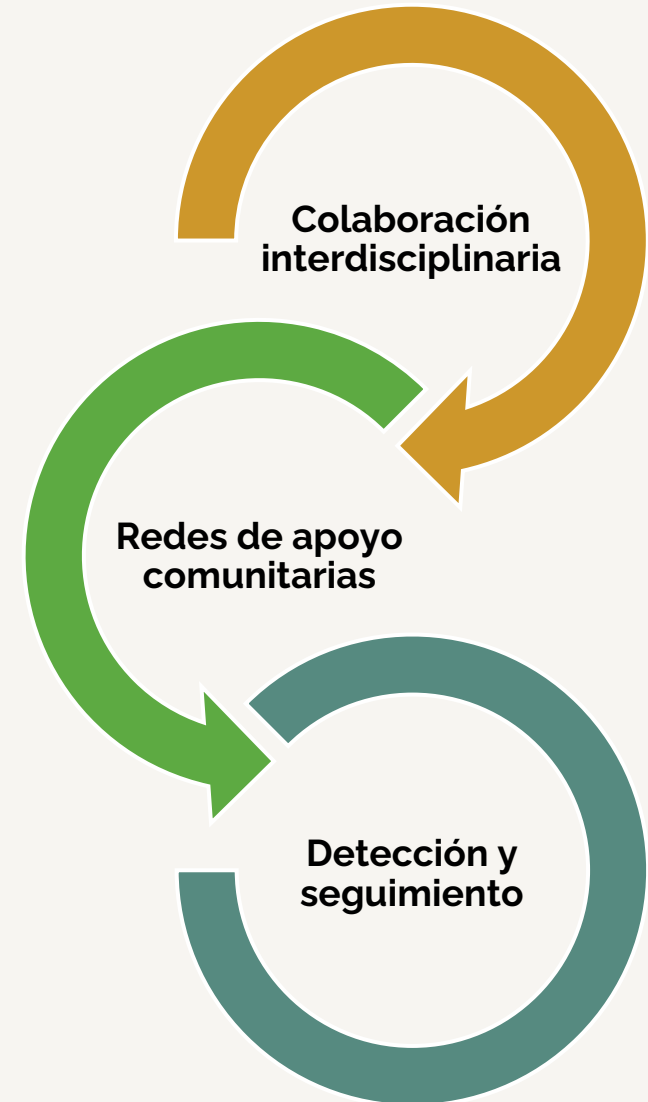 Colaboración
interdisciplinaria
Redes de apoyo
comunitarias
Detección y
seguimiento